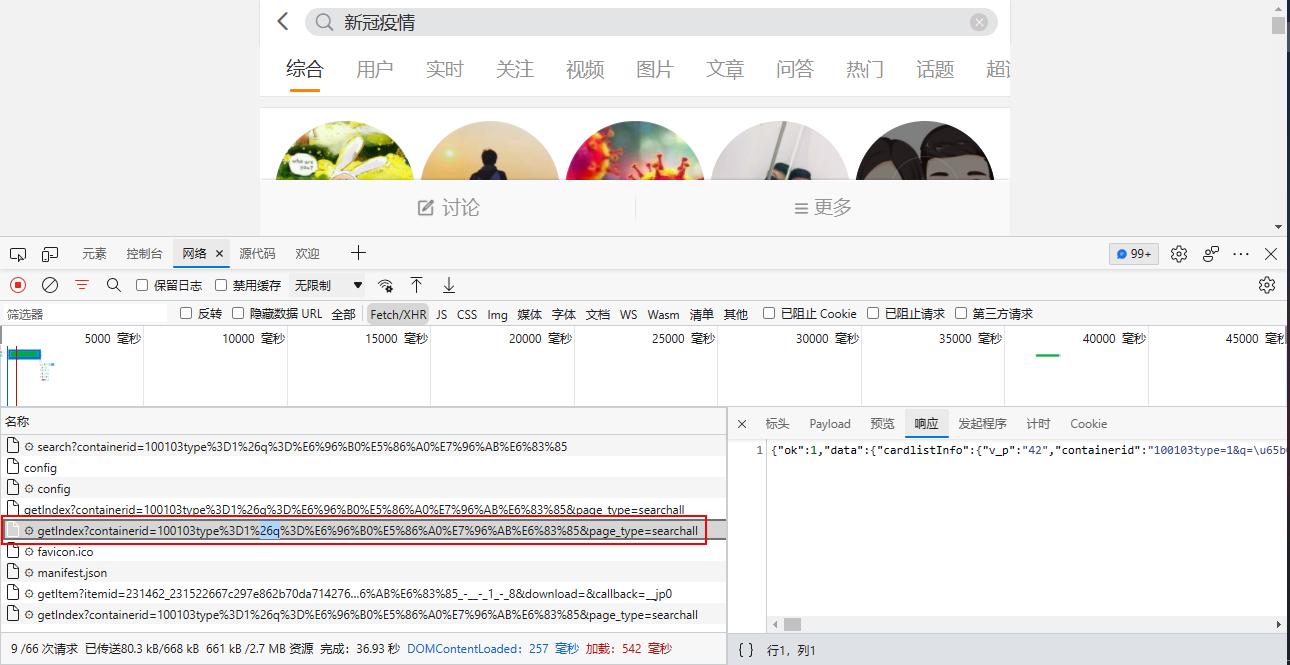 新冠疫情
综合 用户 实时 关注 视频 图片 文章 问答 热门 话题 超话
who are you?
讨论 更多
元素 控制台 网络 源代码 欢迎 99+
保留日志 禁用缓存 无限制
筛选器 反转 隐藏数据 URL 全部 Fetch/XHR JS CSS Img 媒体 字体 文档 WS Wasm 清单 其他 已阻止 Cookie 已阻止请求 第三方请求
5000 毫秒 10000 毫秒 15000 毫秒 20000 毫秒 25000 毫秒 30000 毫秒 35000 毫秒 40000 毫秒 45000 毫秒
名称
search?containerid=100103type%3D1%26q%3D%E6%96%B0%E5%86%A0%E7%96%AB%E6%83%85
config
config
getIndex?containerid=100103type%3D1%26q%3D%E6%96%B0%E5%86%A0%E7%96%AB%E6%83%85&page_type=searchall
getIndex?containerid=100103type%3D1%26q%3D%E6%96%B0%E5%86%A0%E7%96%AB%E6%83%85&page_type=searchall
favicon.ico
manifest.json
getItem?itemid=231462_231522667c297e862b70da714276...6%AB%E6%83%85_-__-_1_-_8&download=&callback=__jp0
getIndex?containerid=100103type%3D1%26q%3D%E6%96%B0%E5%86%A0%E7%96%AB%E6%83%85&page_type=searchall
9 /66 次请求 已传送80.3 kB/668 kB 661 kB /2.7 MB 资源 完成：36.93 秒 DOMContentLoaded：257 毫秒 加载：542 毫秒
标头 Payload 预览 响应 发起程序 计时 Cookie
1 {"ok":1,"data":{"cardlistInfo":{"v_p":"42","containerid":"100103type=1&q=\u65b
{ } 行1，列1